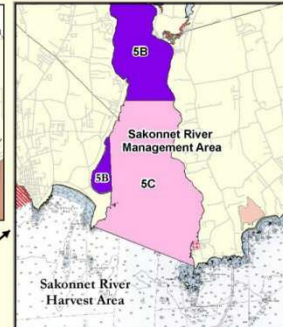 5B
Sakonnet River
Management Area
5B
5C
Sakonnet River
Harvest Area